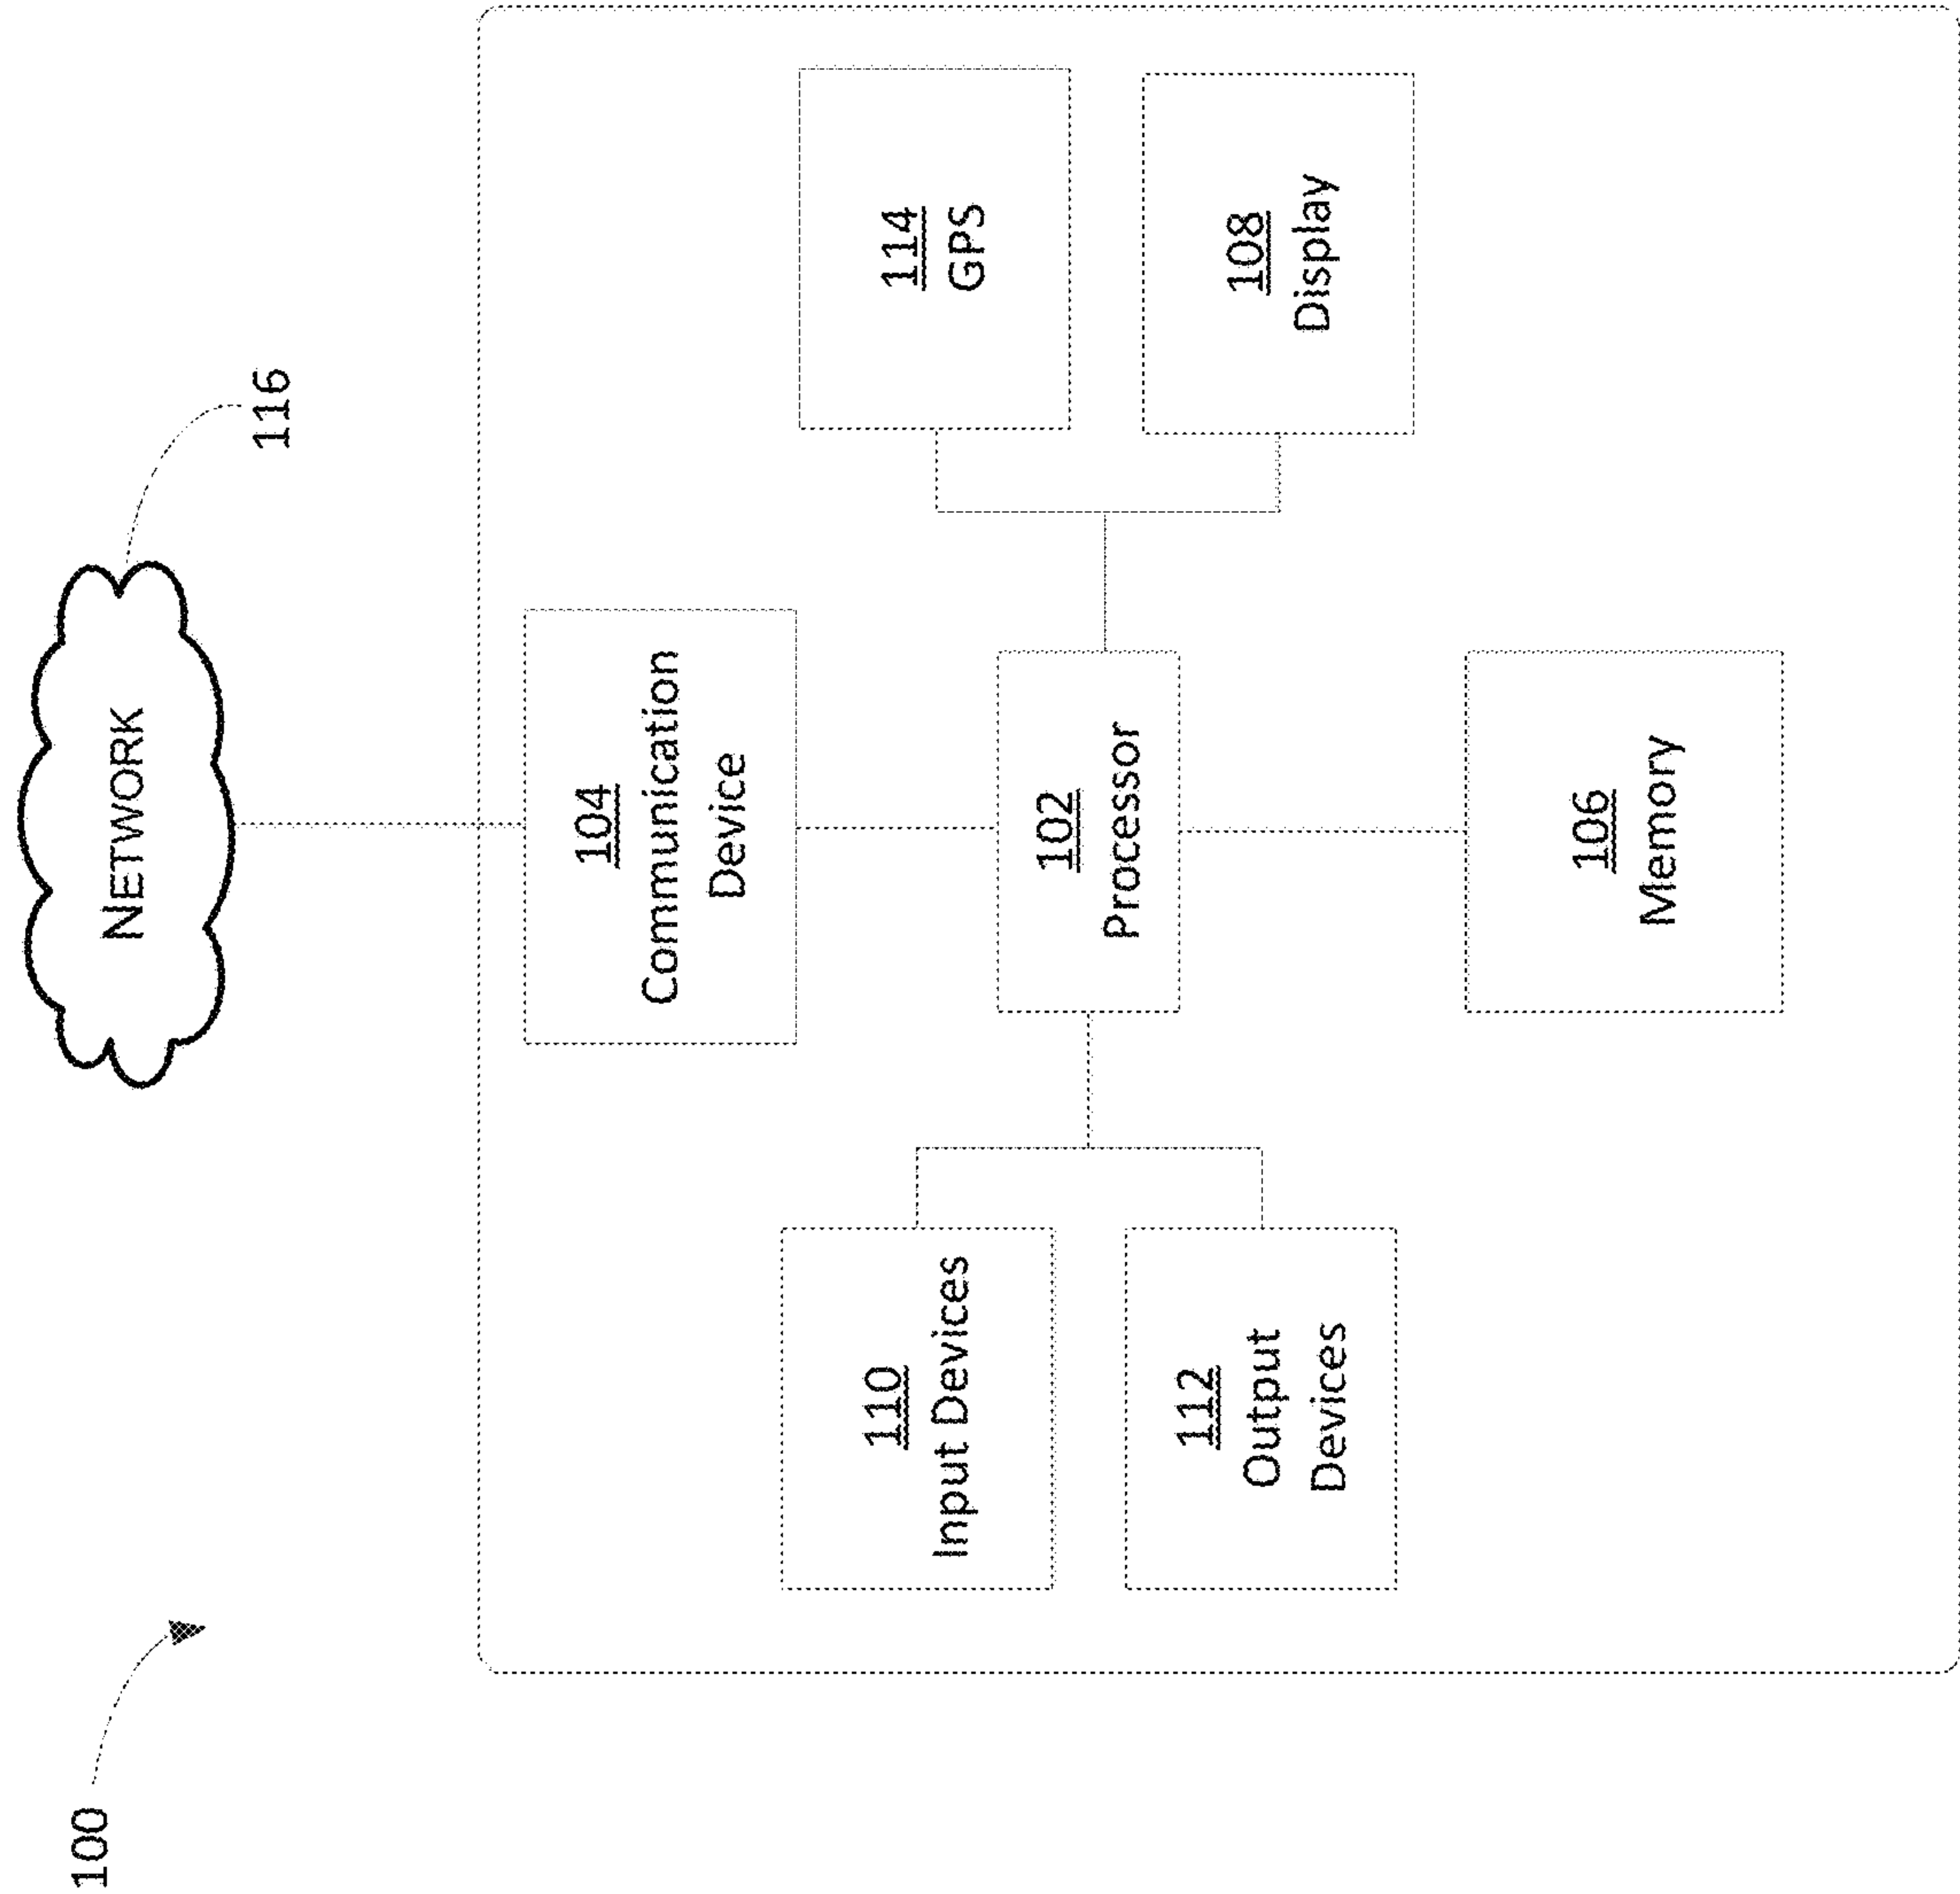 100
NETWORK
116
104
Communication
Device
110
Input Devices
102
Processor
114
GPS
112
Output
Devices
108
Display
106
Memory